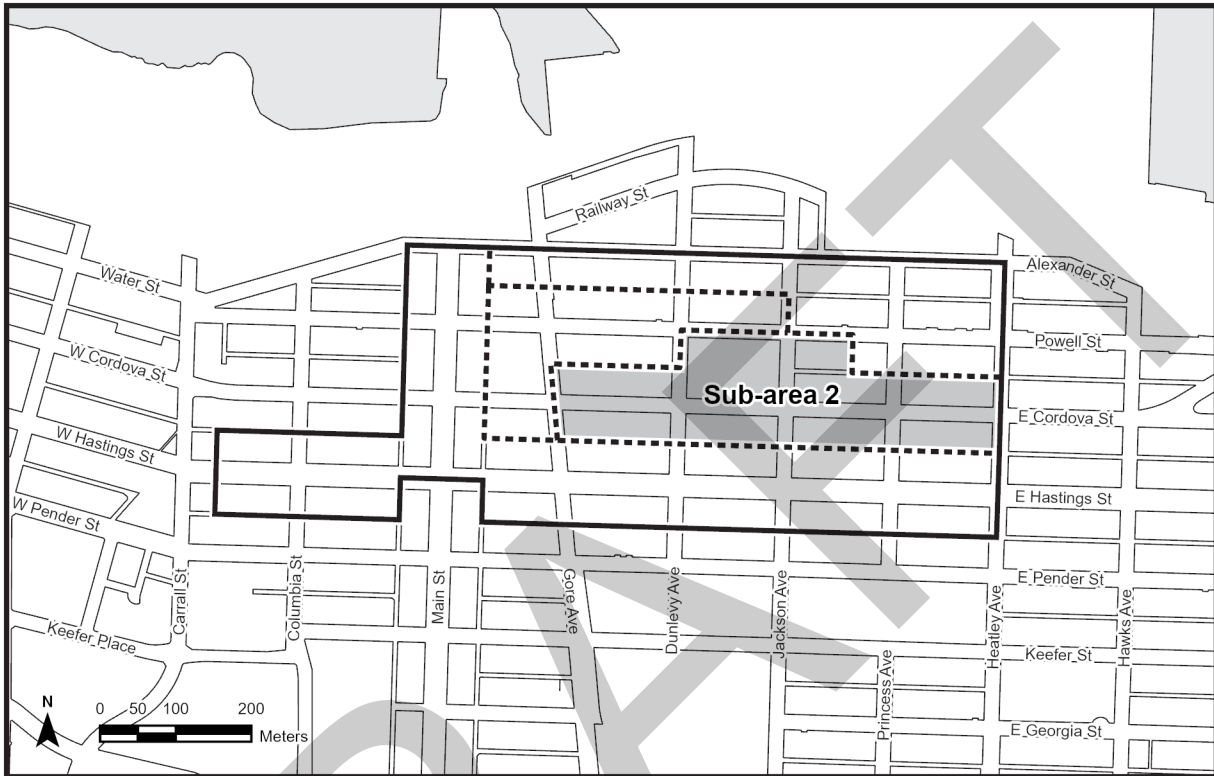 Railway St
Water St
Alexander St
Powell St
W Cordova St
Sub-area 2
E Cordova St
W Hastings St
E Hastings St
W Pender St
E Pender St
Carrall St
Columbia St
Main St
Gore Ave
Dunlevy Ave
Jackson Ave
Princess Ave
Heatley Ave
Hawks Ave
Keefer Place
Keefer St
E Georgia St
N
0 50 100 200
Meters
DRAFT